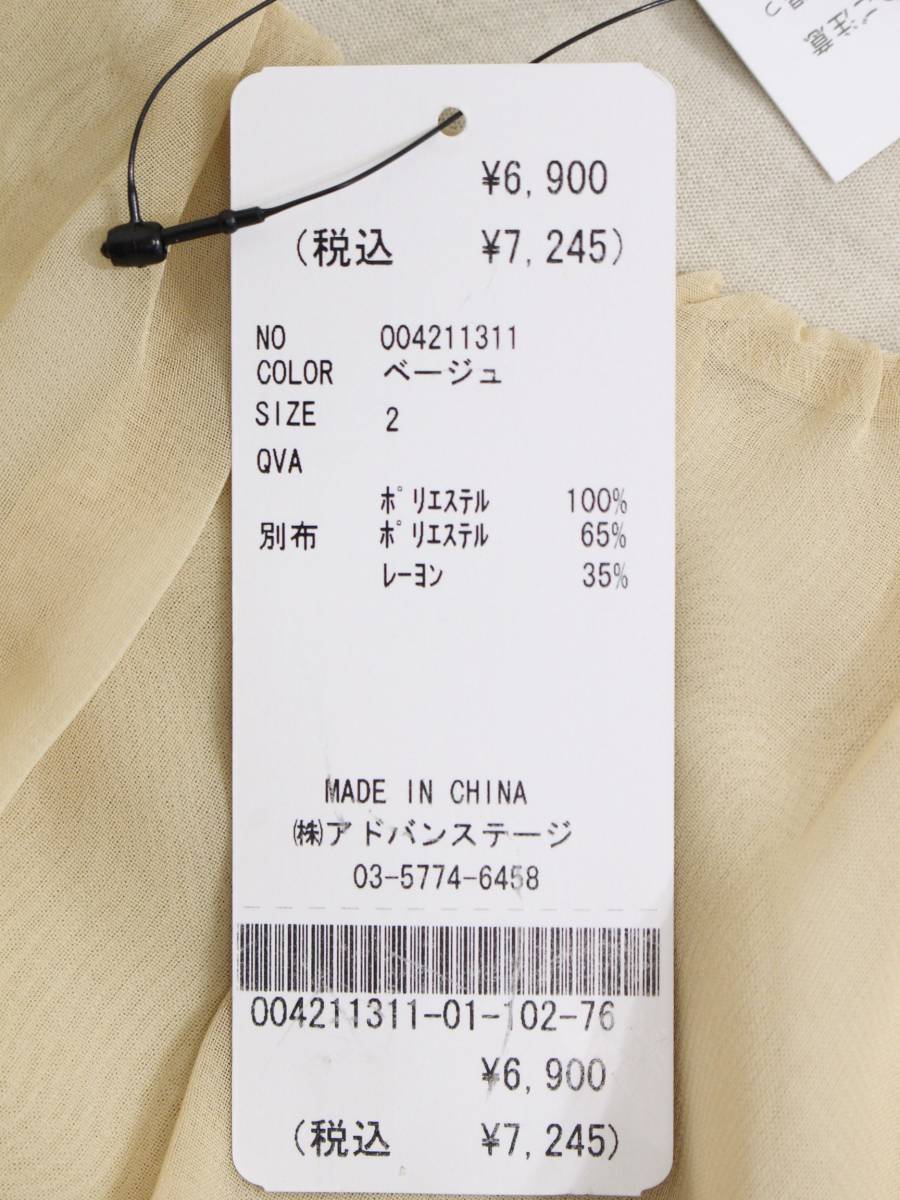 ¥6,900
(税込 ¥7,245)
NO 004211311
COLOR ベージュ
SIZE 2
QVA
ﾎﾟﾘｴｽﾃﾙ 100%
別布 ﾎﾟﾘｴｽﾃﾙ 65%
ﾚｰﾖﾝ 35%
MADE IN CHINA
㈱アドバンステージ
03-5774-6458
004211311-01-102-76
¥6,900
(税込 ¥7,245)